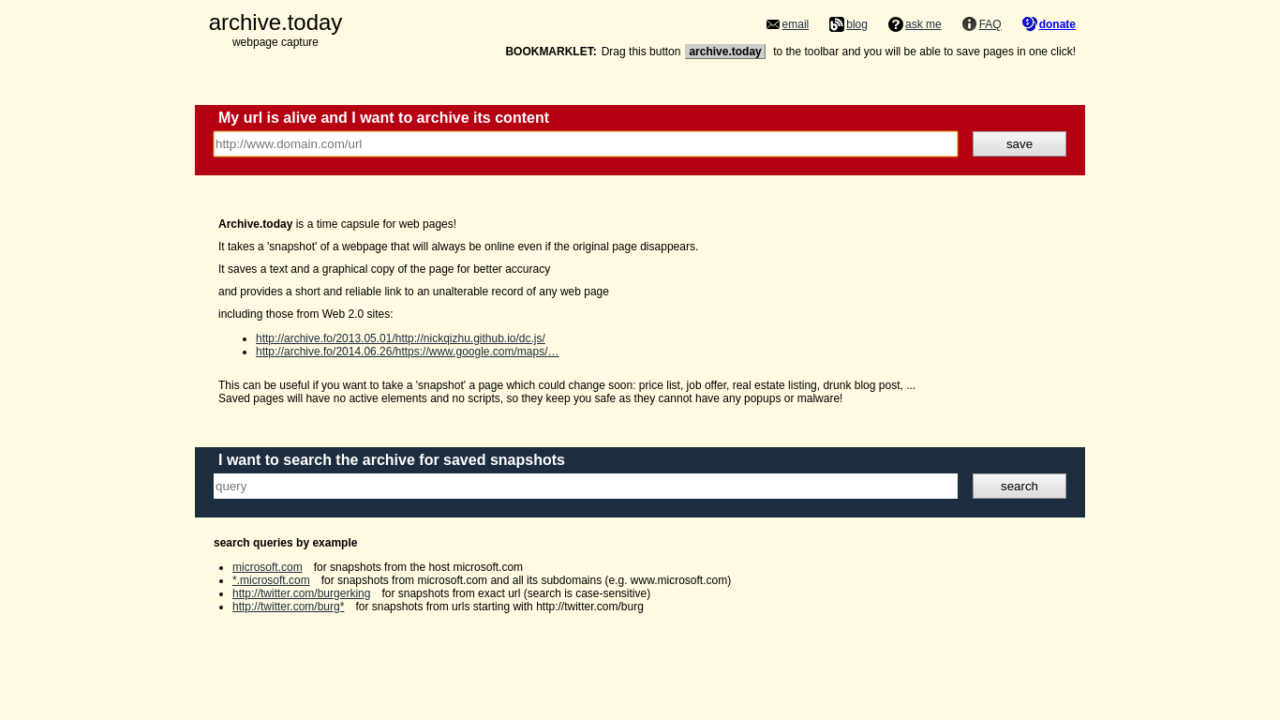 archive.today
webpage capture
email blog ask me FAQ donate
BOOKMARKLET: Drag this button archive.today to the toolbar and you will be able to save pages in one click!
My url is alive and I want to archive its content
http://www.domain.com/url save
Archive.today is a time capsule for web pages!
It takes a 'snapshot' of a webpage that will always be online even if the original page disappears.
It saves a text and a graphical copy of the page for better accuracy
and provides a short and reliable link to an unalterable record of any web page
including those from Web 2.0 sites:
http://archive.fo/2013.05.01/http://nickqizhu.github.io/dc.js/
http://archive.fo/2014.06.26/https://www.google.com/maps/…
This can be useful if you want to take a 'snapshot' a page which could change soon: price list, job offer, real estate listing, drunk blog post, ...
Saved pages will have no active elements and no scripts, so they keep you safe as they cannot have any popups or malware!
I want to search the archive for saved snapshots
query search
search queries by example
microsoft.com for snapshots from the host microsoft.com
*.microsoft.com for snapshots from microsoft.com and all its subdomains (e.g. www.microsoft.com)
http://twitter.com/burgerking for snapshots from exact url (search is case-sensitive)
http://twitter.com/burg* for snapshots from urls starting with http://twitter.com/burg